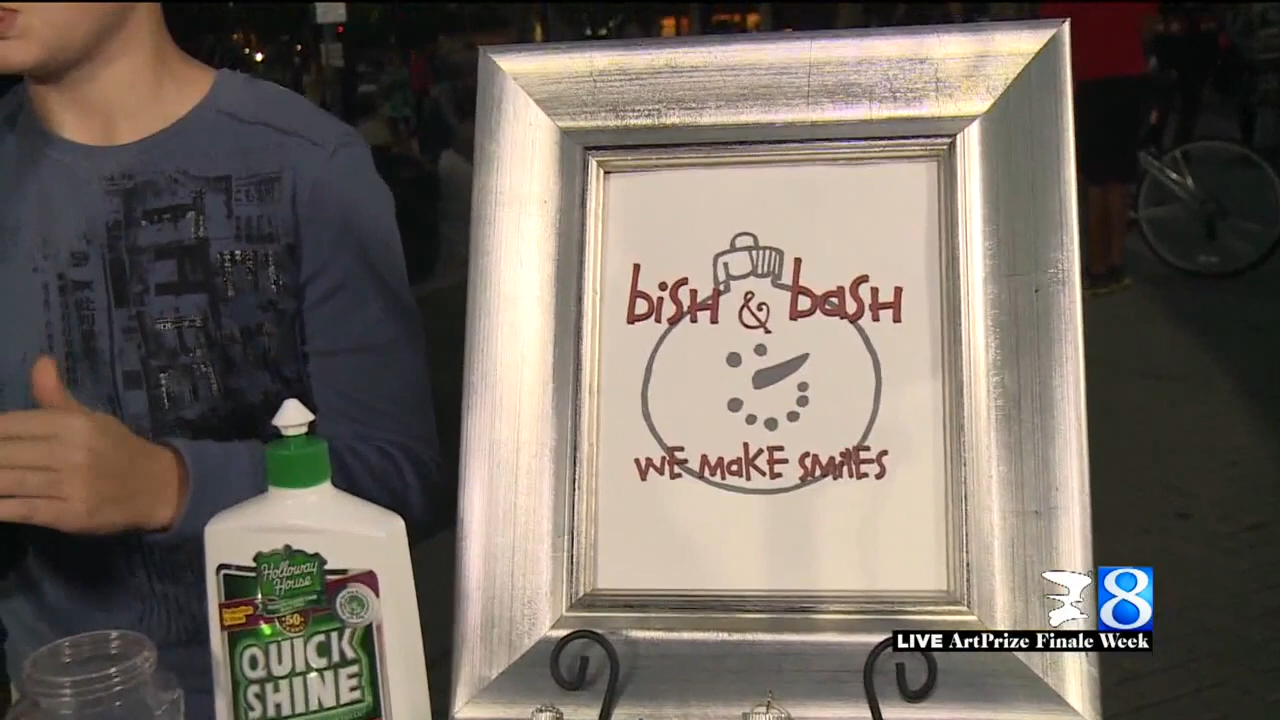 bisH & basH
WE MaKE SMilES
Holloway House
50
QUICK
SHINE
8
LIVE ArtPrize Finale Week